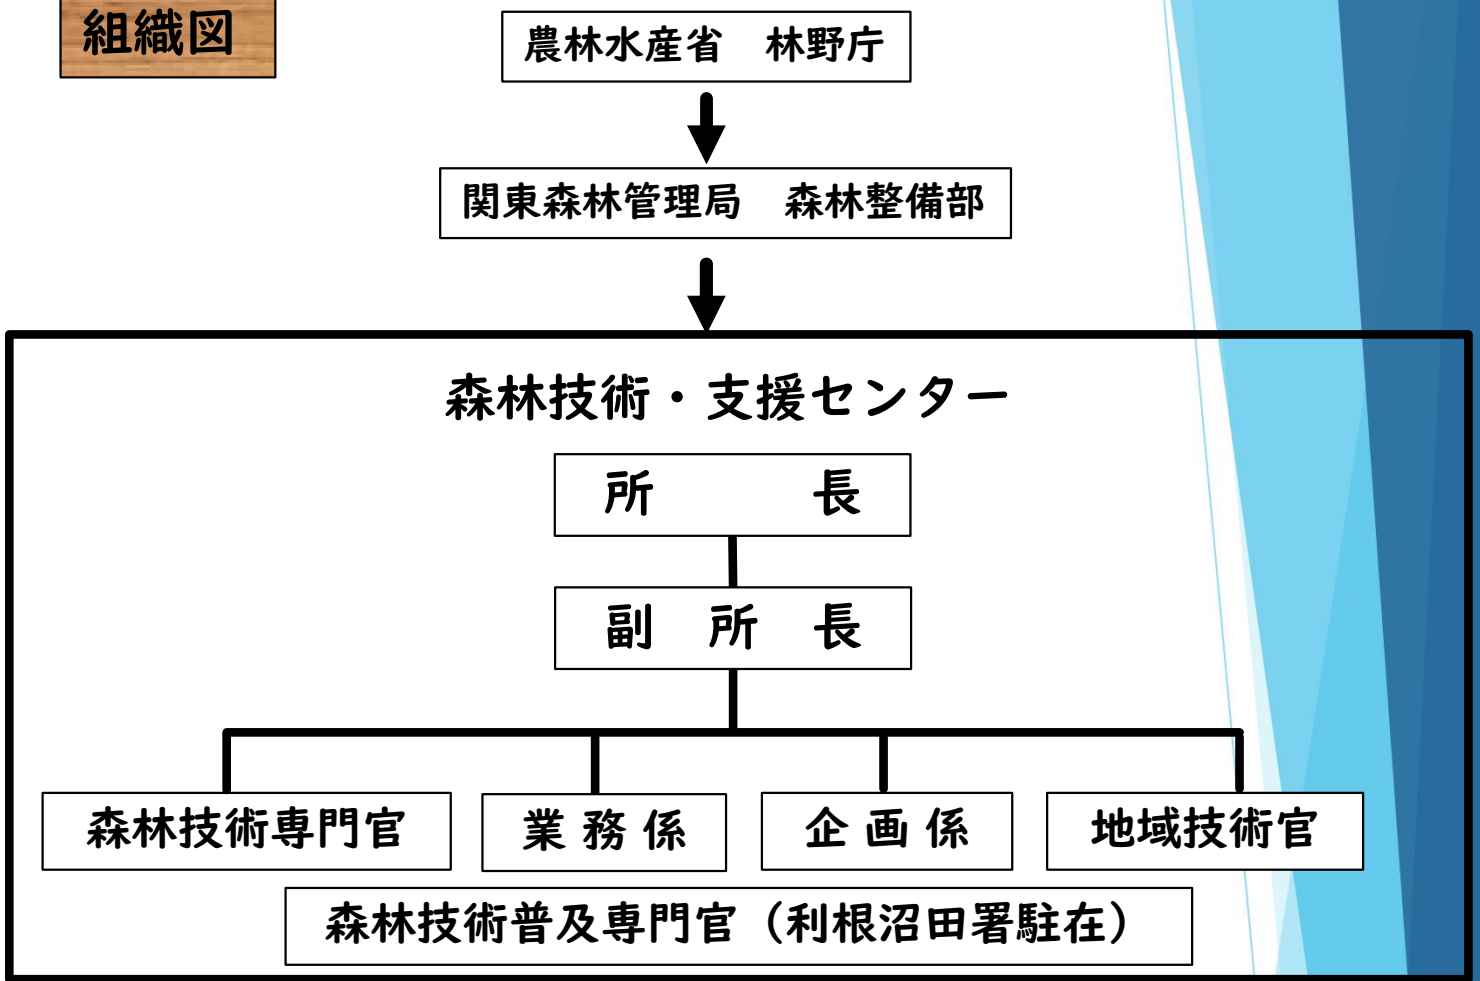 組織図
農林水産省　林野庁
関東森林管理局　森林整備部
森林技術・支援センター
所　　　長
副　所　長
森林技術専門官
業 務 係
企 画 係
地域技術官
森林技術普及専門官（利根沼田署駐在）